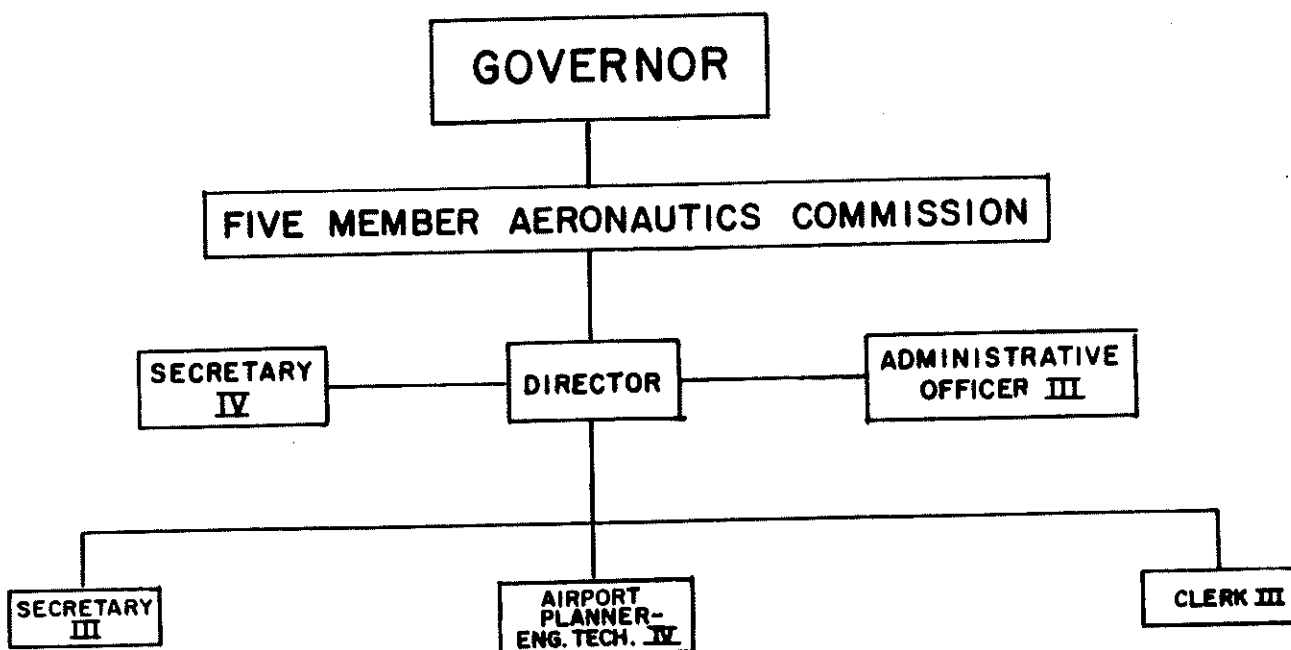 GOVERNOR
FIVE MEMBER AERONAUTICS COMMISSION
SECRETARY
IV
DIRECTOR
ADMINISTRATIVE
OFFICER III
SECRETARY
III
AIRPORT
PLANNER-
ENG. TECH. IV
CLERK III